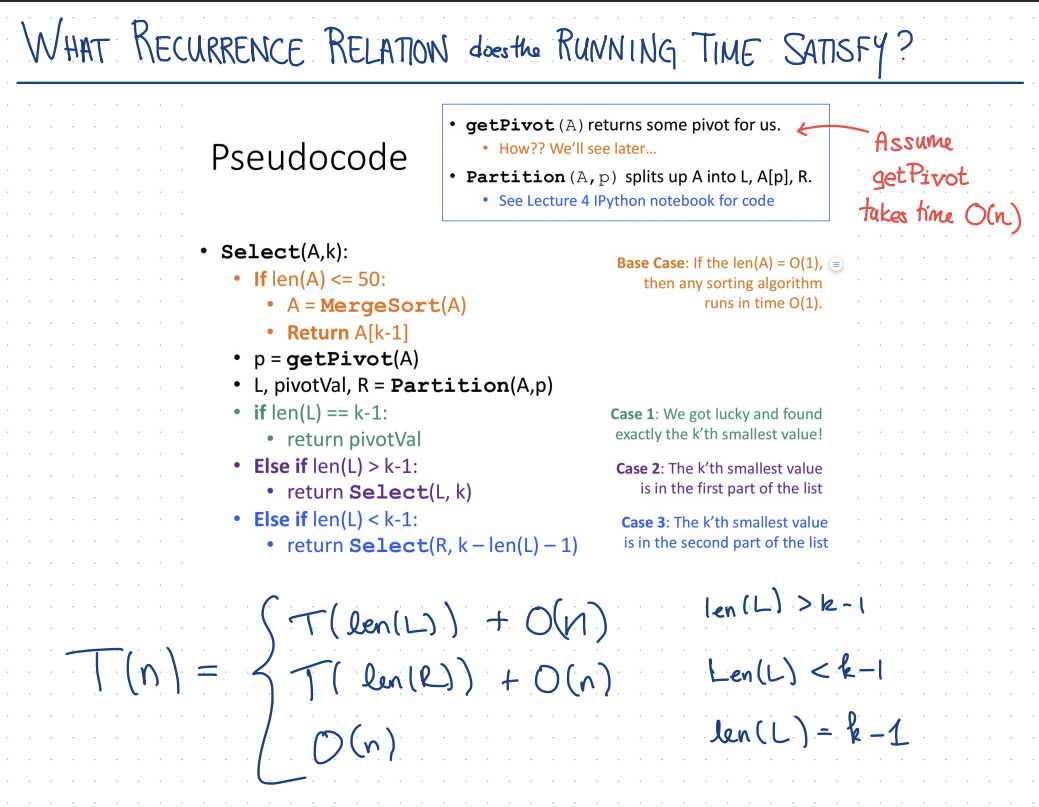 WHAT RECURRENCE RELATION does the RUNNING TIME SATISFY?
• getPivot(A) returns some pivot for us.
• How?? We'll see later…
• Partition(A,p) splits up A into L, A[p], R.
• See Lecture 4 IPython notebook for code
Assume
getPivot
takes time O(n)
Pseudocode
• Select(A,k):
• If len(A) <= 50:
• A = MergeSort(A)
• Return A[k-1]
• p = getPivot(A)
• L, pivotVal, R = Partition(A,p)
• if len(L) == k-1:
• return pivotVal
• Else if len(L) > k-1:
• return Select(L, k)
• Else if len(L) < k-1:
• return Select(R, k – len(L) – 1)
Base Case: If the len(A) = O(1),
then any sorting algorithm
runs in time O(1).
Case 1: We got lucky and found
exactly the k'th smallest value!
Case 2: The k'th smallest value
is in the first part of the list
Case 3: The k'th smallest value
is in the second part of the list
T(len(L)) + O(n) len(L) > k-1
T(n) = T(len(R)) + O(n) Len(L) < k-1
O(n) len(L) = k-1